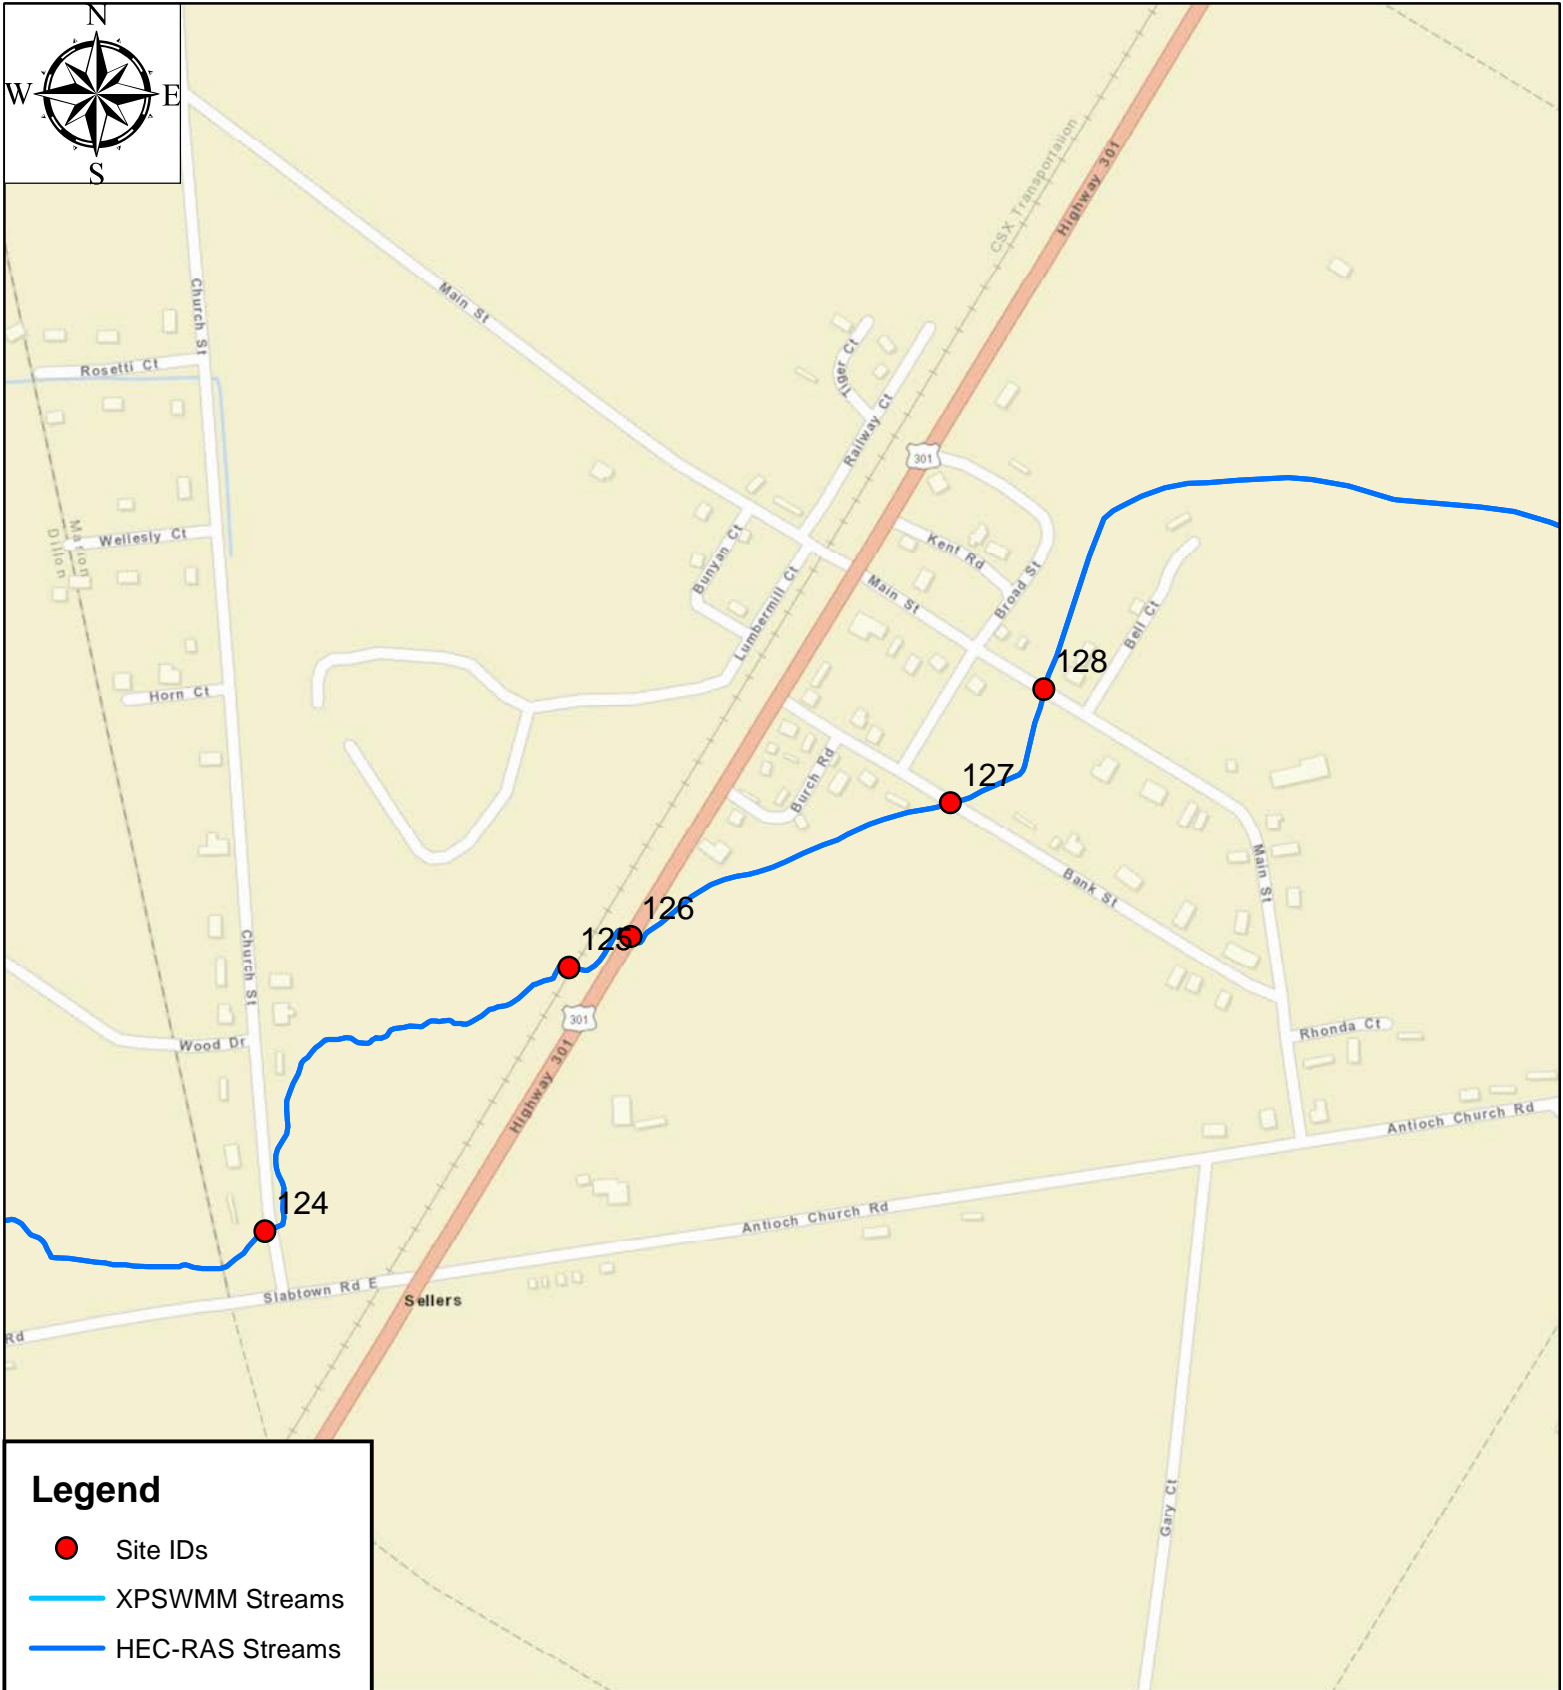 N
W
E
S
CSX Transportation
Highway 301
Main St
Church St
Rosetti Ct
Tiger Ct
Railway Ct
301
Kent Rd
Bunyan Ct
Wellesly Ct
Marion
Dillon
Main St
Broad St
Lumbermill Ct
Bell Ct
128
Horn Ct
127
Burch Rd
Main St
Bank St
126
125
Church St
301
Rhonda Ct
Wood Dr
Highway 301
Antioch Church Rd
124
Antioch Church Rd
Slabtown Rd E
Sellers
Rd
Gary Ct
Legend
Site IDs
XPSWMM Streams
HEC-RAS Streams